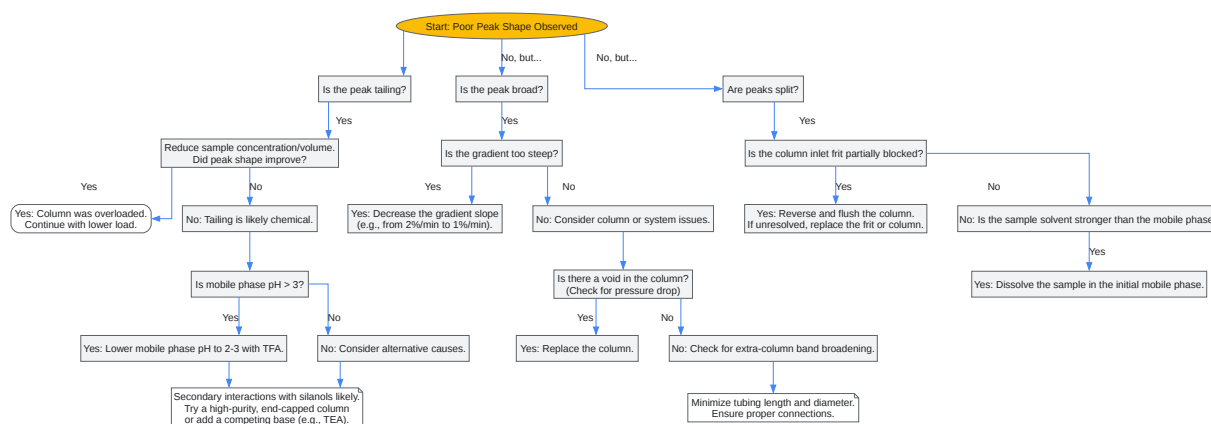 Start: Poor Peak Shape Observed
No, but...
No, but...
Is the peak tailing?
Is the peak broad?
Are peaks split?
Yes
Yes
Yes
Reduce sample concentration/volume.
Did peak shape improve?
Is the gradient too steep?
Is the column inlet frit partially blocked?
Yes
No
Yes
No
Yes
No
Yes: Column was overloaded.
Continue with lower load.
No: Tailing is likely chemical.
Yes: Decrease the gradient slope
(e.g., from 2%/min to 1%/min).
No: Consider column or system issues.
Yes: Reverse and flush the column.
If unresolved, replace the frit or column.
No: Is the sample solvent stronger than the mobile phase
Yes
Is mobile phase pH > 3?
Is there a void in the column?
(Check for pressure drop)
Yes: Dissolve the sample in the initial mobile phase.
Yes
No
Yes
No
Yes: Lower mobile phase pH to 2-3 with TFA.
No: Consider alternative causes.
Yes: Replace the column.
No: Check for extra-column band broadening.
Secondary interactions with silanols likely.
Try a high-purity, end-capped column
or add a competing base (e.g., TEA).
Minimize tubing length and diameter.
Ensure proper connections.